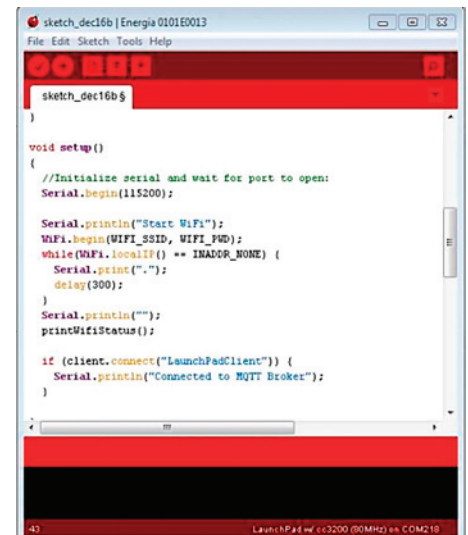 sketch_dec16b | Energia 0101E0013
File Edit Sketch Tools Help
sketch_dec16b §
}
void setup()
{
//Initialize serial and wait for port to open:
Serial.begin(115200);
Serial.println("Start WiFi");
WiFi.begin(WIFI_SSID, WIFI_PWD);
while(WiFi.localIP() == INADDR_NONE) {
Serial.print(".");
delay(300);
}
Serial.println("");
printWifiStatus();
if (client.connect("LaunchPadClient")) {
Serial.println("Connected to MQTT Broker");
}
43
LaunchPad w/ cc3200 (80MHz) on COM218